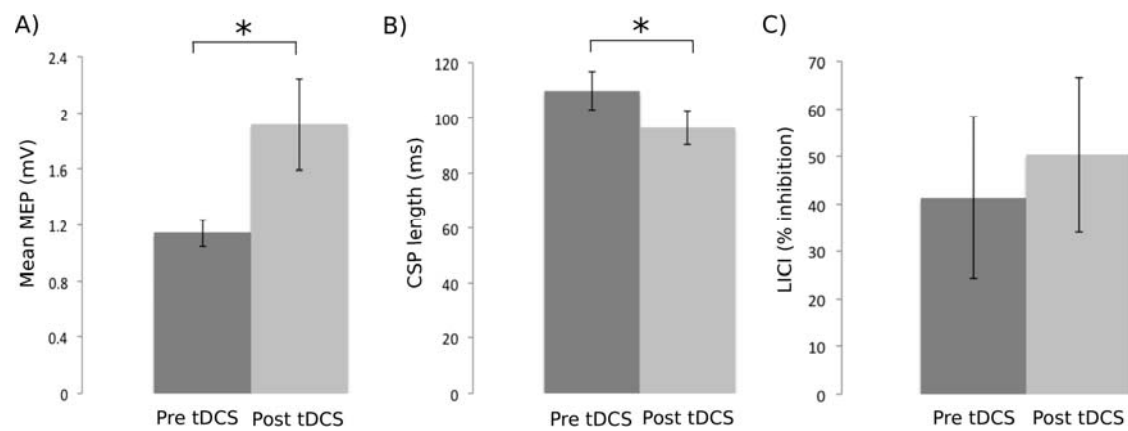 A)
*
Mean MEP (mV)
2.4
2
1.6
1.2
0.8
0.4
0
Pre tDCS
Post tDCS
B)
*
CSP length (ms)
120
100
80
60
40
20
0
Pre tDCS
Post tDCS
C)
LICI (% inhibition)
70
60
50
40
30
20
10
0
Pre tDCS
Post tDCS